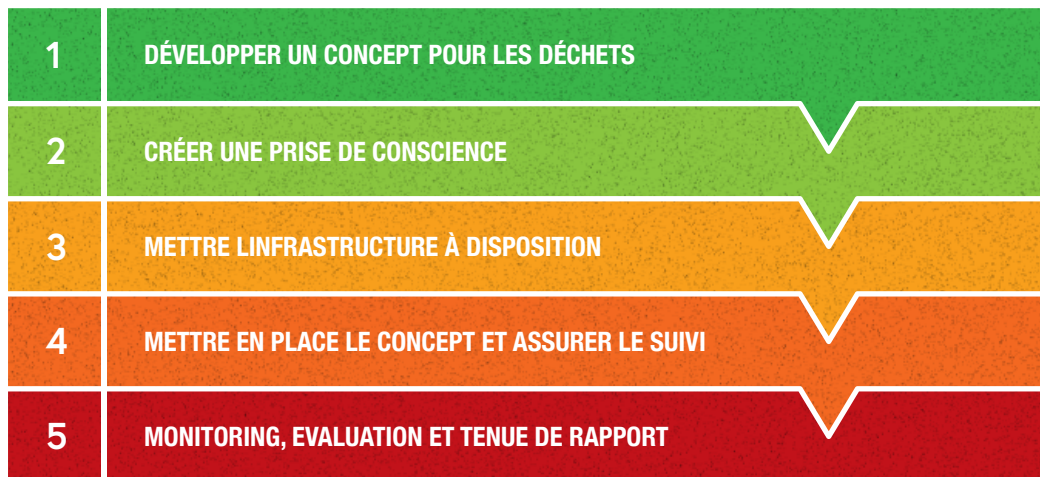 1 DÉVELOPPER UN CONCEPT POUR LES DÉCHETS
2 CRÉER UNE PRISE DE CONSCIENCE
3 METTRE LINFRASTRUCTURE À DISPOSITION
4 METTRE EN PLACE LE CONCEPT ET ASSURER LE SUIVI
5 MONITORING, EVALUATION ET TENUE DE RAPPORT